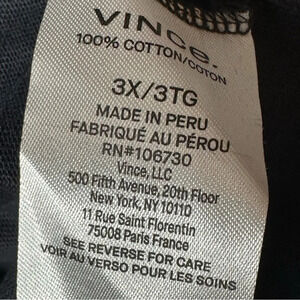 VINCE.
100% COTTON/COTON
3X/3TG
MADE IN PERU
FABRIQUÉ AU PÉROU
RN#106730
Vince, LLC
500 Fifth Avenue, 20th Floor
New York, NY 10110
11 Rue Saint Florentin
75008 Paris France
SEE REVERSE FOR CARE
VOIR AU VERSO POUR LES SOINS